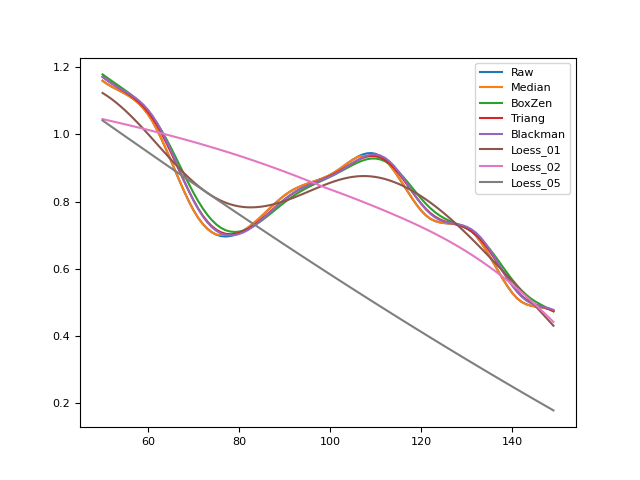 1.2
1.0
0.8
0.6
0.4
0.2
60
80
100
120
140
Raw
Median
BoxZen
Triang
Blackman
Loess_01
Loess_02
Loess_05